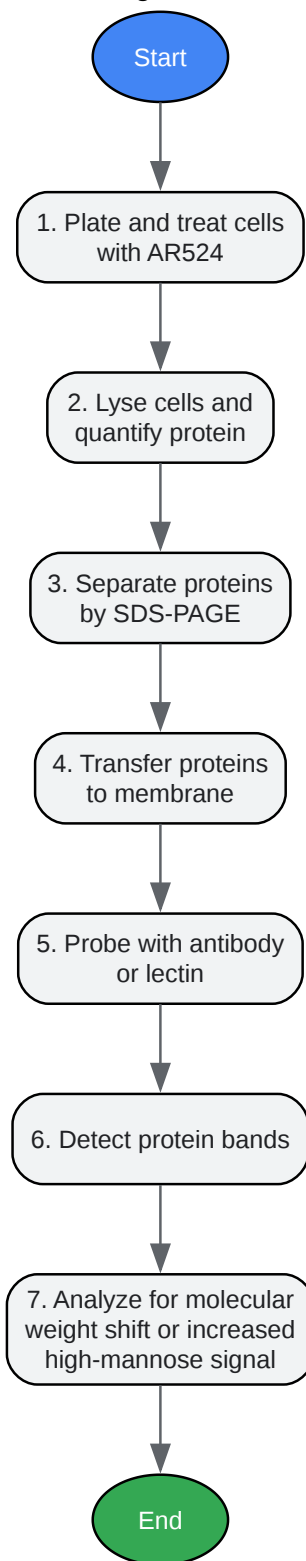 Start
1. Plate and treat cells
with AR524
2. Lyse cells and
quantify protein
3. Separate proteins
by SDS-PAGE
4. Transfer proteins
to membrane
5. Probe with antibody
or lectin
6. Detect protein bands
7. Analyze for molecular
weight shift or increased
high-mannose signal
End